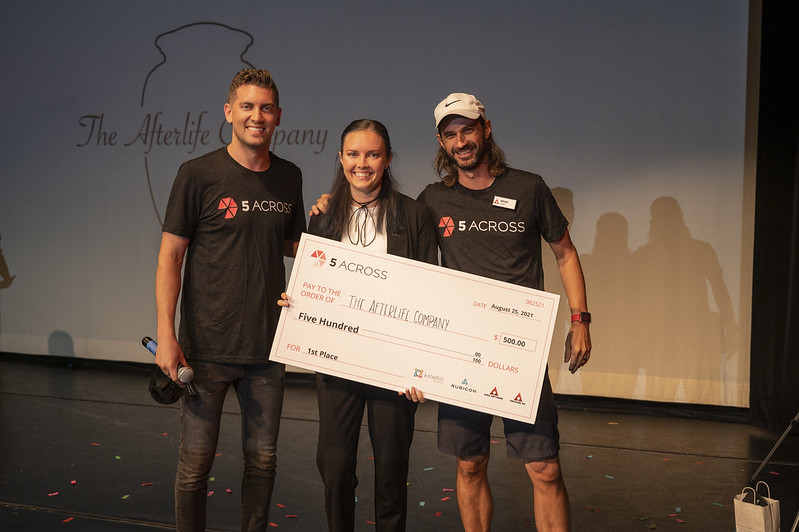 The Afterlife Company
5 ACROSS
5 ACROSS
5 ACROSS
082521
PAY TO THE
ORDER OF
THE AFTERLIFE COMPANY
DATE August 25, 2021
$ 500.00
Five Hundred
00
100 DOLLARS
FOR 1st Place
kinetic
RUBICON